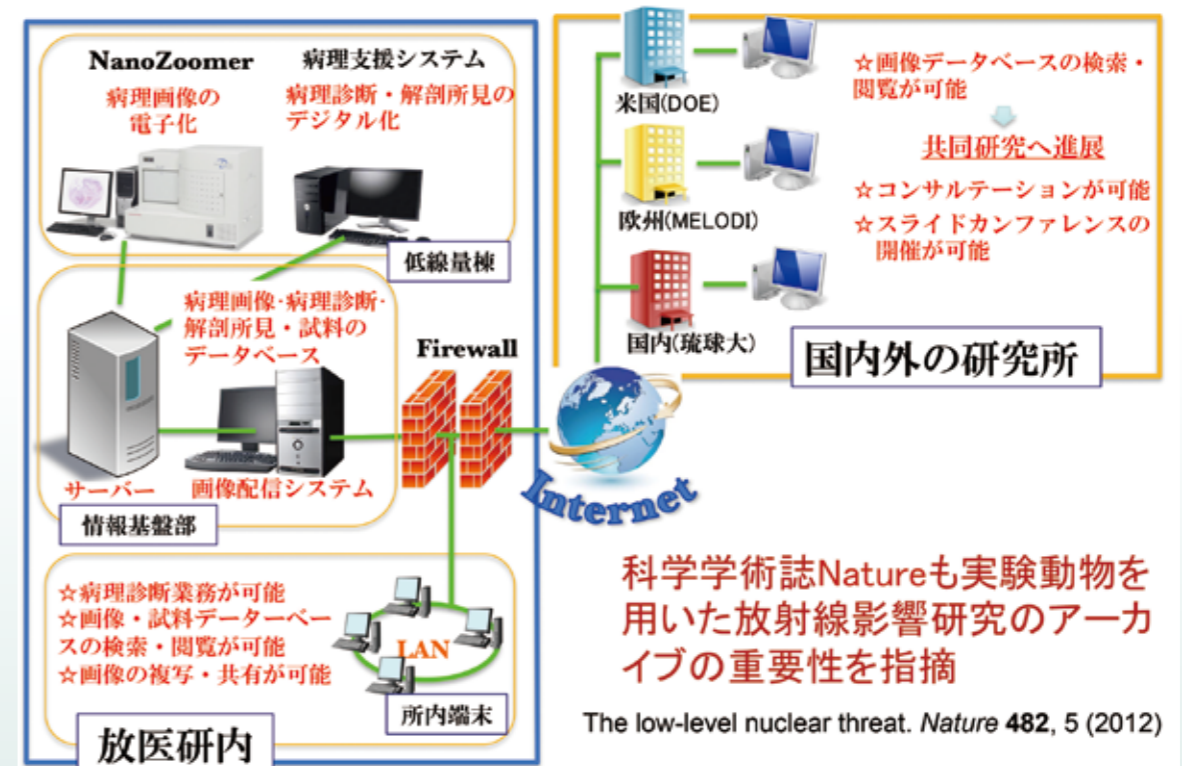 NanoZoomer
病理画像の
電子化
病理支援システム
病理診断・解剖所見の
デジタル化
低線量棟
病理画像・病理診断・
解剖所見・試料の
データベース
サーバー
画像配信システム
情報基盤部
Firewall
☆病理診断業務が可能
☆画像・試料データーベー
スの検索・閲覧が可能
☆画像の複写・共有が可能
LAN
所内端末
放医研内
Internet
米国(DOE)
欧州(MELODI)
国内(琉球大)
☆画像データベースの検索・
閲覧が可能
共同研究へ進展
☆コンサルテーションが可能
☆スライドカンファレンスの
開催が可能
国内外の研究所
科学学術誌Natureも実験動物を
用いた放射線影響研究のアーカ
イブの重要性を指摘
The low-level nuclear threat. Nature 482, 5 (2012)